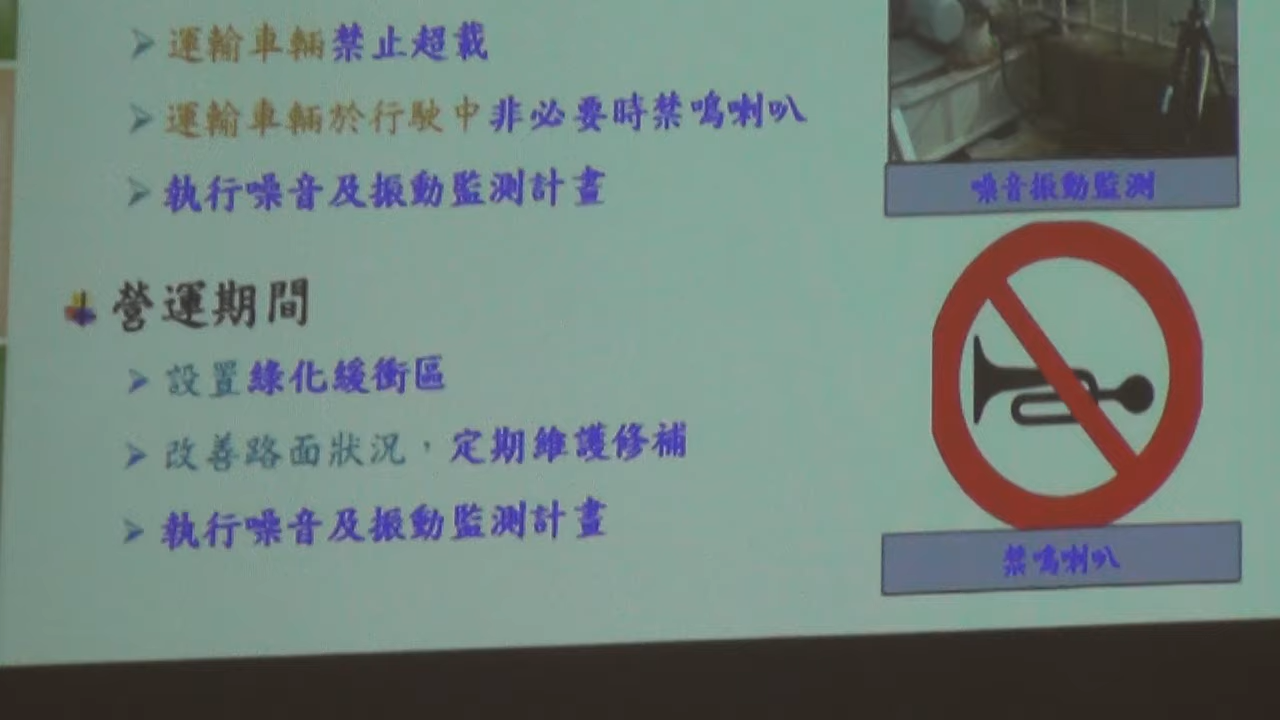 運輸車輛禁止超載
運輸車輛於行駛中非必要時禁鳴喇叭
執行噪音及振動監測計畫
噪音振動監測
營運期間
設置綠化緩衝區
改善路面狀況，定期維護修補
執行噪音及振動監測計畫
禁鳴喇叭